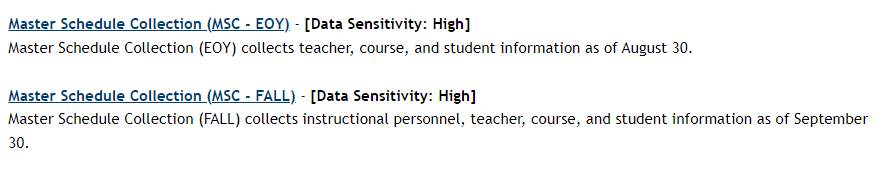 Master Schedule Collection (MSC - EOY) - [Data Sensitivity: High]
Master Schedule Collection (EOY) collects teacher, course, and student information as of August 30.
Master Schedule Collection (MSC - FALL) - [Data Sensitivity: High]
Master Schedule Collection (FALL) collects instructional personnel, teacher, course, and student information as of September
30.